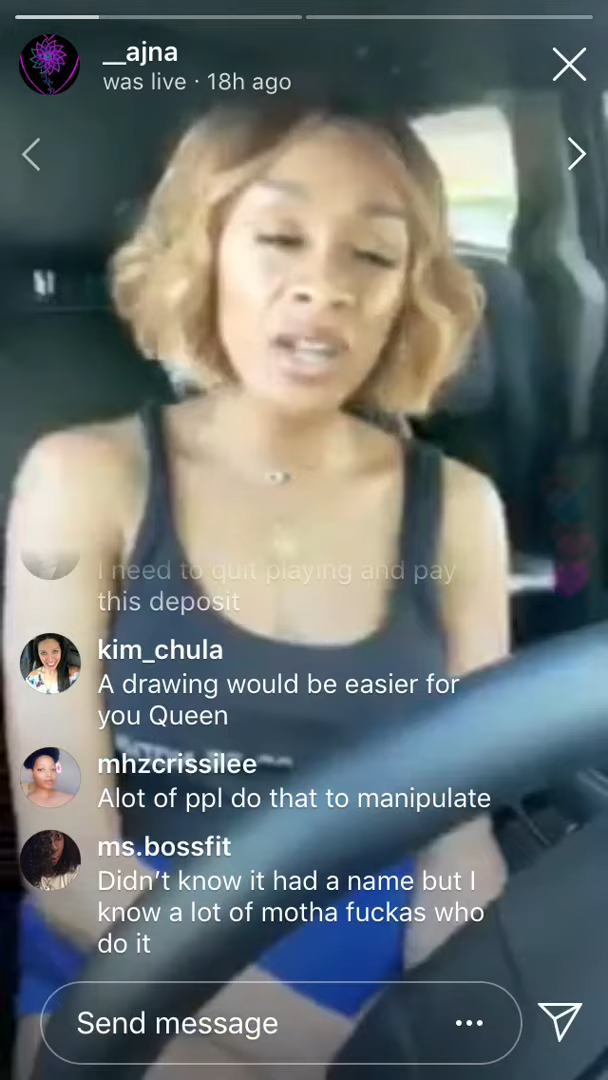 __ajna
was live · 18h ago
I need to quit playing and pay
this deposit
kim_chula
A drawing would be easier for
you Queen
mhzcrissilee
Alot of ppl do that to manipulate
ms.bossfit
Didn't know it had a name but I
know a lot of motha fuckas who
do it
Send message